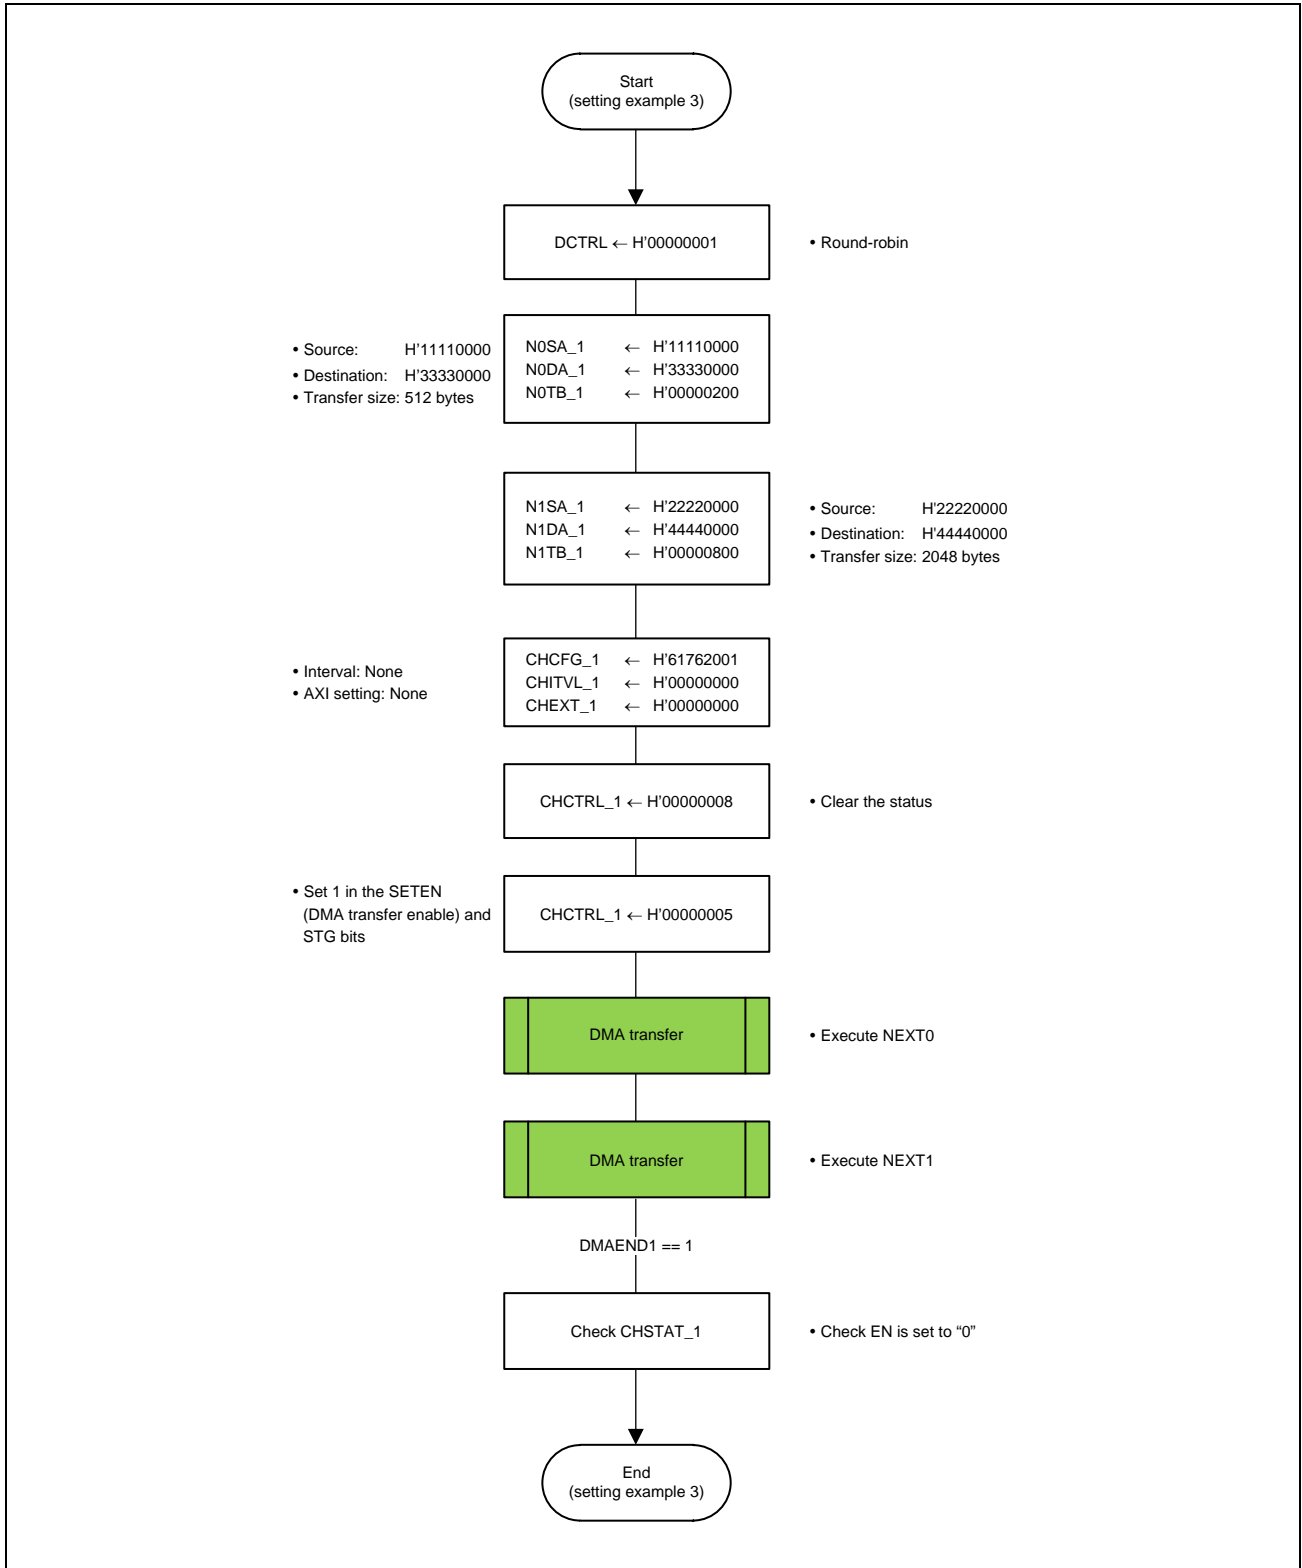 Start
(setting example 3)
DCTRL ← H'00000001
• Round-robin
• Source: H'11110000
• Destination: H'33330000
• Transfer size: 512 bytes
N0SA_1 ← H'11110000
N0DA_1 ← H'33330000
N0TB_1 ← H'00000200
N1SA_1 ← H'22220000
N1DA_1 ← H'44440000
N1TB_1 ← H'00000800
• Source: H'22220000
• Destination: H'44440000
• Transfer size: 2048 bytes
• Interval: None
• AXI setting: None
CHCFG_1 ← H'61762001
CHITVL_1 ← H'00000000
CHEXT_1 ← H'00000000
CHCTRL_1 ← H'00000008
• Clear the status
• Set 1 in the SETEN
(DMA transfer enable) and
STG bits
CHCTRL_1 ← H'00000005
DMA transfer
• Execute NEXT0
DMA transfer
• Execute NEXT1
DMAEND1 == 1
Check CHSTAT_1
• Check EN is set to “0”
End
(setting example 3)